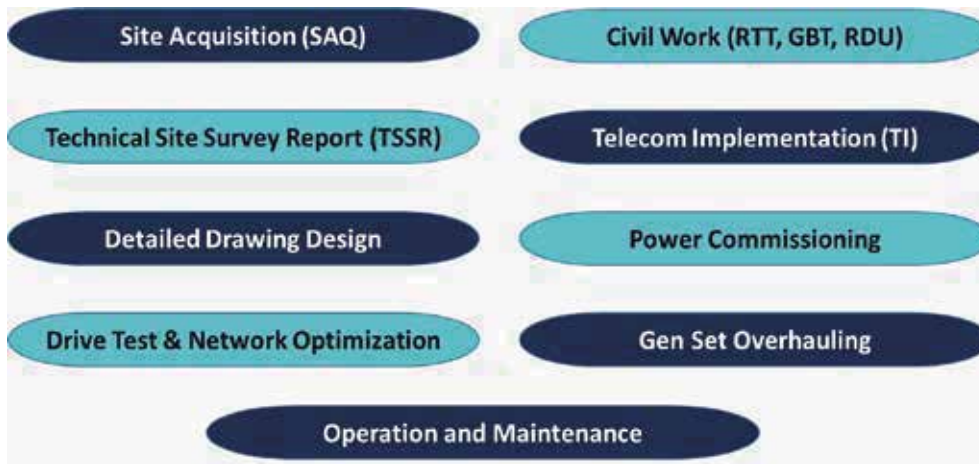 Site Acquisition (SAQ)
Civil Work (RTT, GBT, RDU)
Technical Site Survey Report (TSSR)
Telecom Implementation (TI)
Detailed Drawing Design
Power Commissioning
Drive Test & Network Optimization
Gen Set Overhauling
Operation and Maintenance